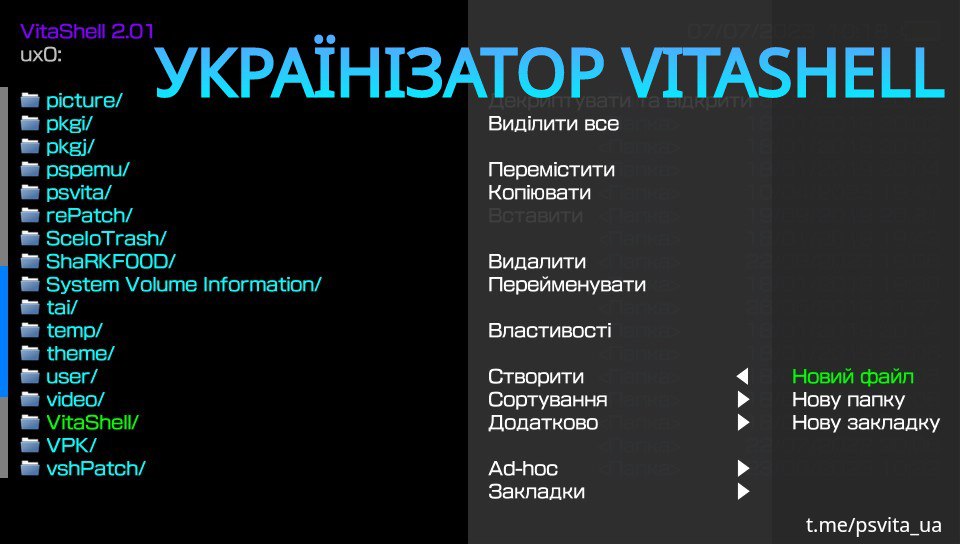 VitaShell 2.01
ux0:
УКРАЇНІЗАТОР VITASHELL
picture/
pkgi/
pkgj/
pspemu/
psvita/
rePatch/
SceIoTrash/
ShaRKF00D/
System Volume Information/
tai/
temp/
theme/
user/
video/
VitaShell/
VPK/
vshPatch/
Декриптувати та відкрити
Виділити все
Перемістити
Копіювати
Вставити
Видалити
Перейменувати
Властивості
Створити
Сортування
Додатково
Ad-hoc
Закладки
Новий файл
Нову папку
Нову закладку
t.me/psvita_ua